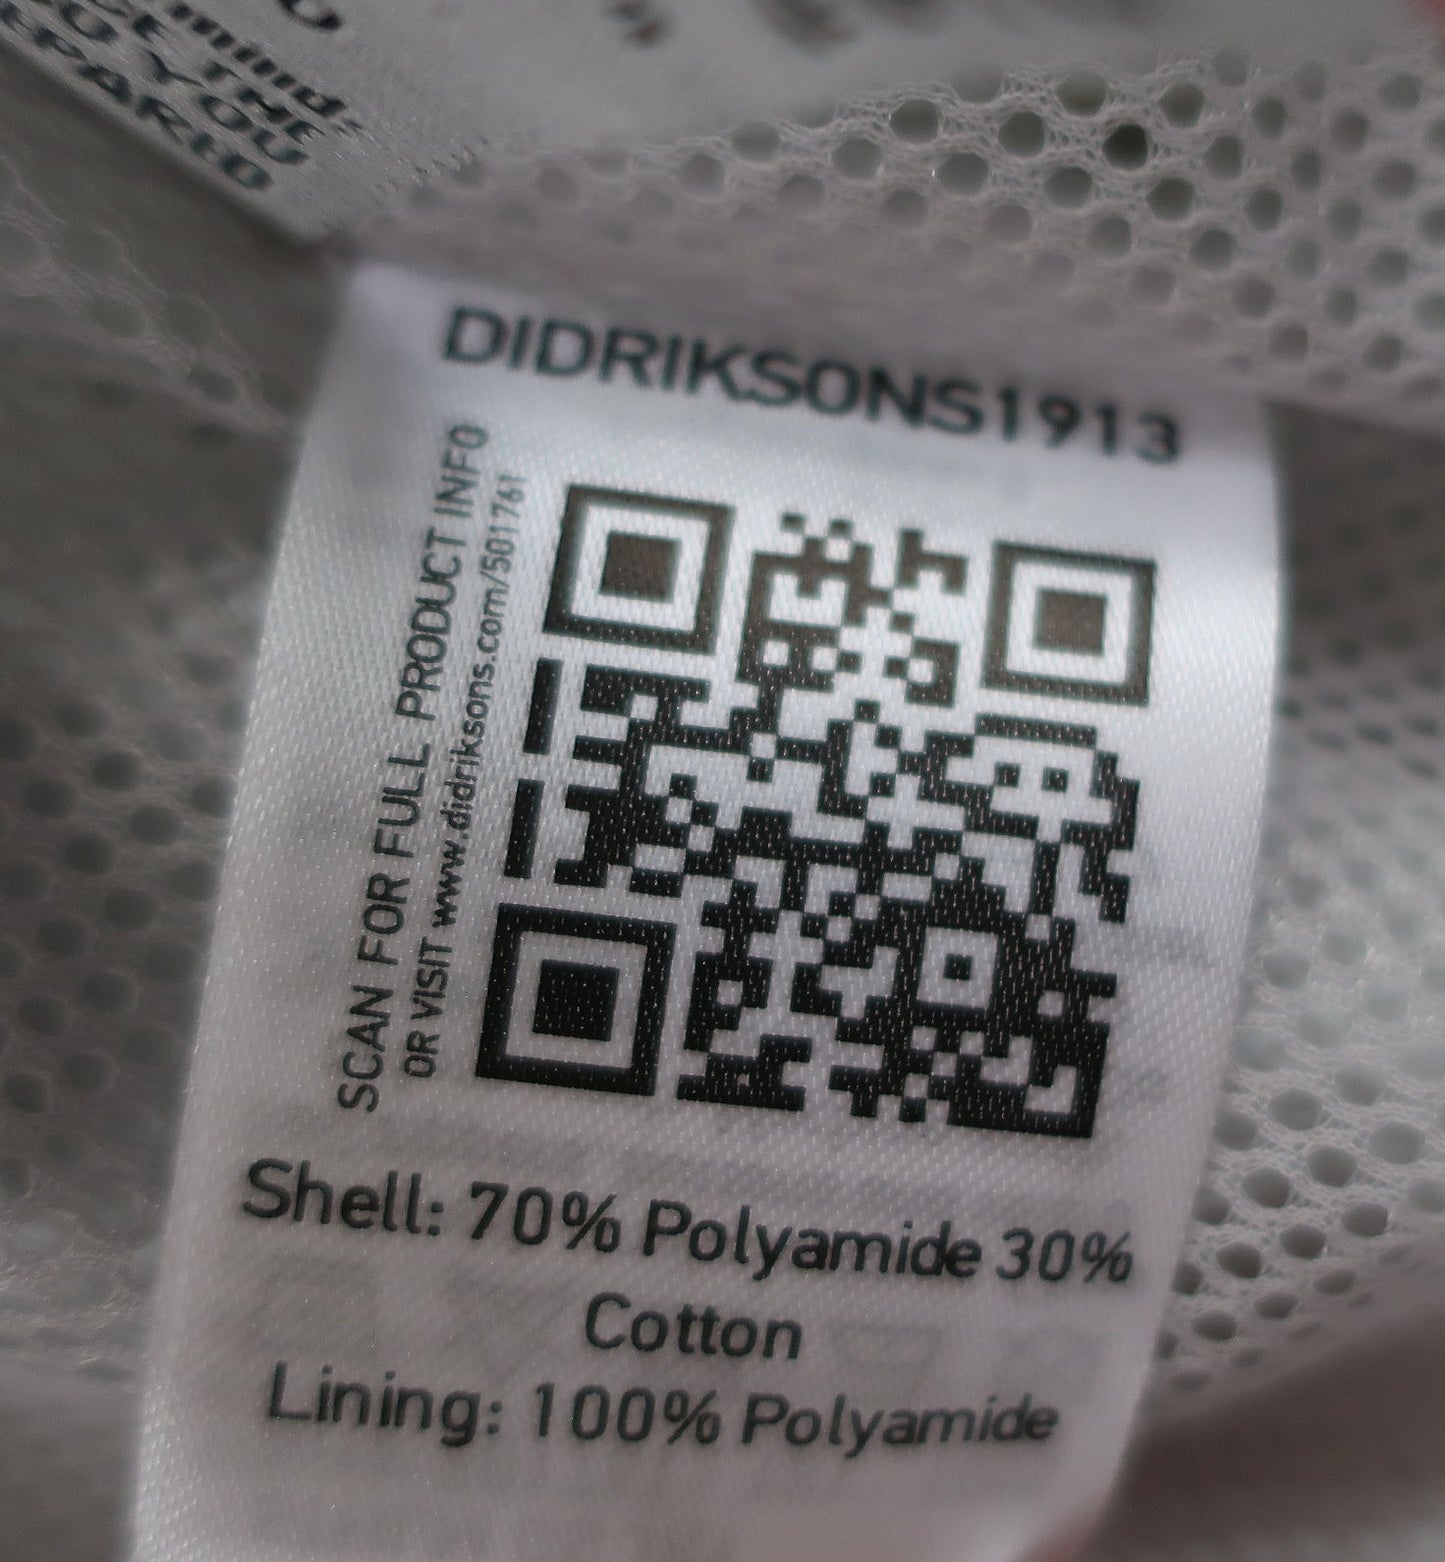 DIDRIKSONS1913
SCAN FOR FULL PRODUCT INFO
OR VISIT www.didriksons.com/501761
Shell: 70% Polyamide 30%
Cotton
Lining: 100% Polyamide